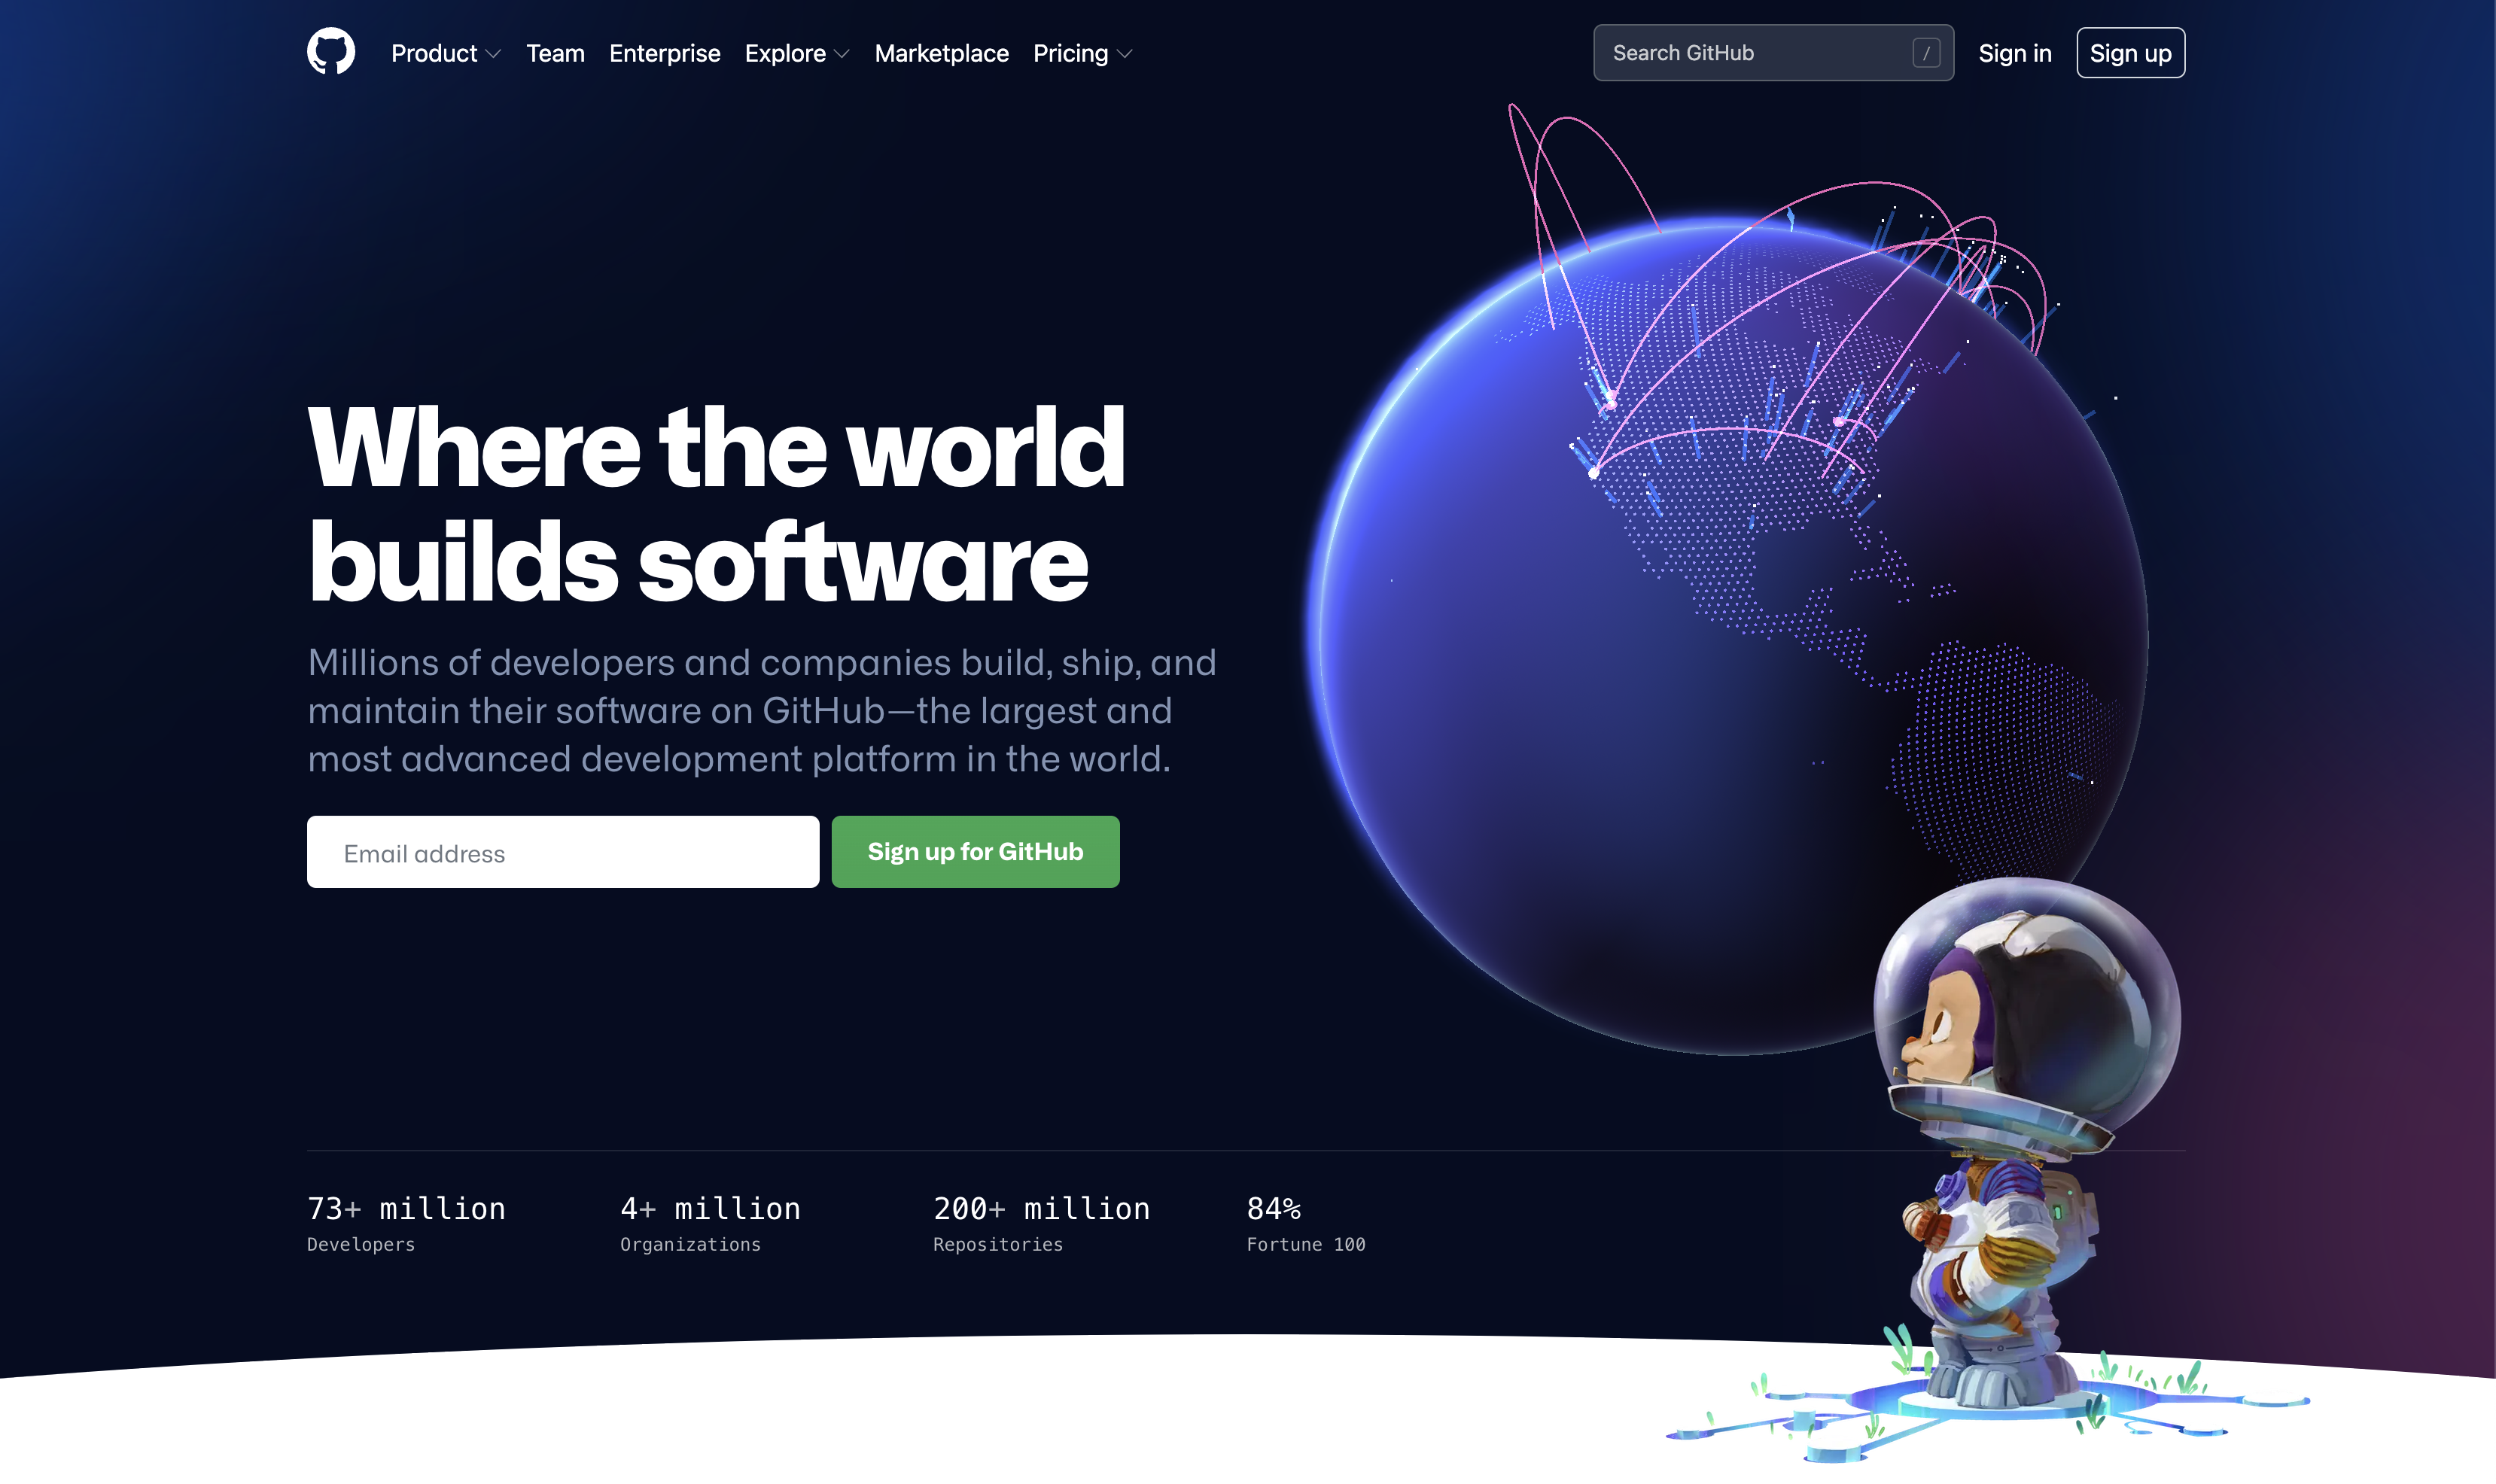 Product Team Enterprise Explore Marketplace Pricing Search GitHub / Sign in Sign up
Where the world
builds software
Millions of developers and companies build, ship, and
maintain their software on GitHub—the largest and
most advanced development platform in the world.
Email address Sign up for GitHub
73+ million 4+ million 200+ million 84%
Developers Organizations Repositories Fortune 100